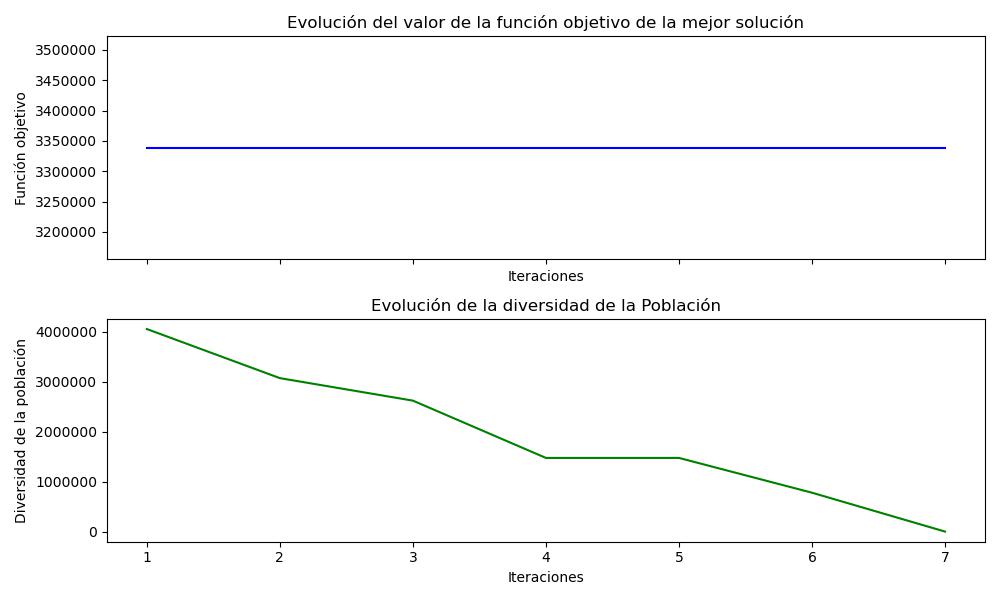 Evolución del valor de la función objetivo de la mejor solución
3500000
3450000
3400000
3350000
3300000
3250000
3200000
Función objetivo
Iteraciones
Evolución de la diversidad de la Población
4000000
3000000
2000000
1000000
0
Diversidad de la población
1 2 3 4 5 6 7
Iteraciones